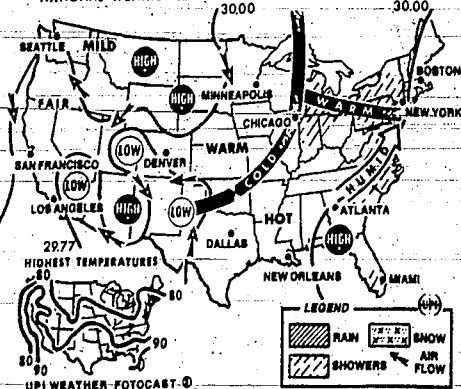 30.00
30.00
SEATTLE
MILD
HIGH
BOSTON
HIGH
MINNEAPOLIS
FAIR
WARM
NEW YORK
CHICAGO
LOW
DENVER
WARM
COLD
SAN FRANCISCO
HUMID
LOW
LOS ANGELES
HIGH
LOW
HOT
ATLANTA
DALLAS
HIGH
29.77
HIGHEST TEMPERATURES
NEW ORLEANS
MIAMI
80
80
LEGEND
UPI
RAIN
SNOW
AIR
FLOW
SHOWERS
90
80
90
UPI WEATHER FOTOCAST